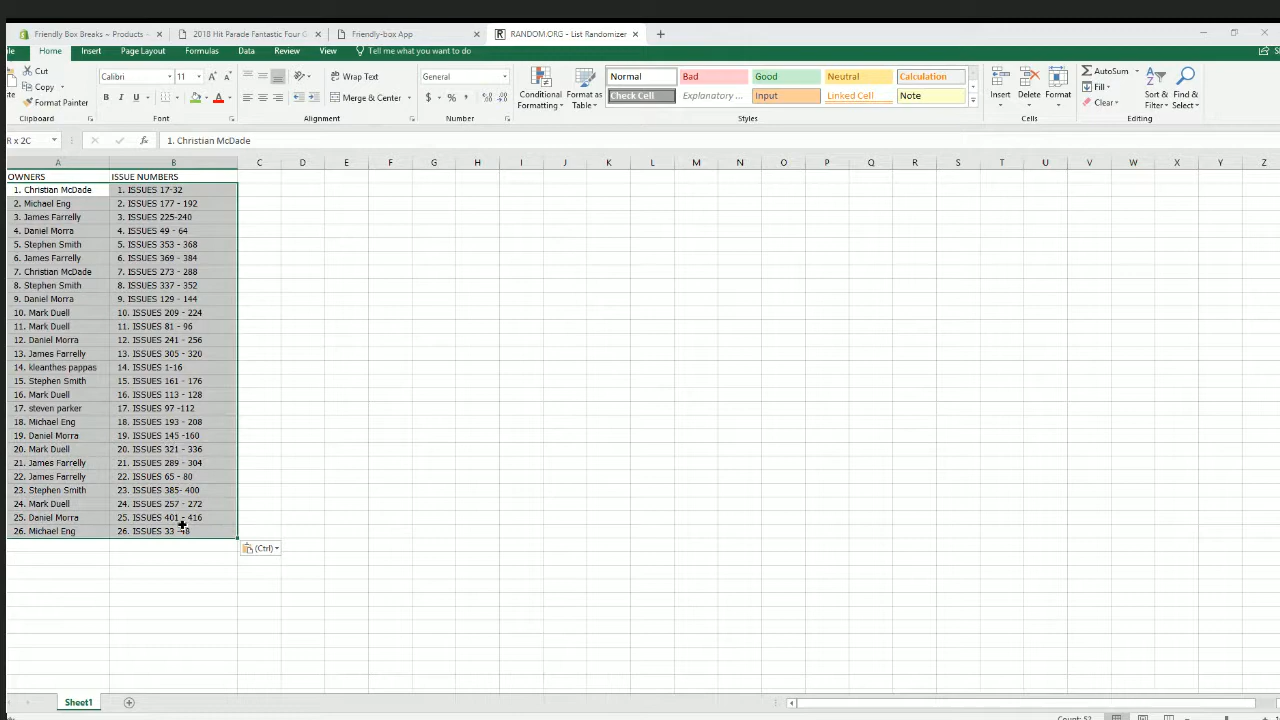 Friendly Box Breaks ~ Products ~ × 2018 Hit Parade Fantastic Four × Friendly-box App × RANDOM.ORG - List Randomizer × +
Home Insert Page Layout Formulas Data Review View Tell me what you want to do
Cut Calibri 11 Wrap Text General Normal Bad Good Neutral Calculation AutoSum
Copy Conditional Formatting Format as Table Insert Delete Format Fill Sort & Filter Find & Select
Format Painter B I U Merge & Center $ % Check Cell Explanatory ... Input Linked Cell Note Clear
Clipboard Font Alignment Number Styles Cells Editing
R x 2C fx 1. Christian McDade
A B C D E F G H I J K L M N O P Q R S T U V W X Y Z
OWNERS ISSUE NUMBERS
1. Christian McDade 1. ISSUES 17-32
2. Michael Eng 2. ISSUES 177 - 192
3. James Farrelly 3. ISSUES 225-240
4. Daniel Morra 4. ISSUES 49 - 64
5. Stephen Smith 5. ISSUES 353 - 368
6. James Farrelly 6. ISSUES 369 - 384
7. Christian McDade 7. ISSUES 273 - 288
8. Stephen Smith 8. ISSUES 337 - 352
9. Daniel Morra 9. ISSUES 129 - 144
10. Mark Duell 10. ISSUES 209 - 224
11. Mark Duell 11. ISSUES 81 - 96
12. Daniel Morra 12. ISSUES 241 - 256
13. James Farrelly 13. ISSUES 305 - 320
14. kleanthes pappas 14. ISSUES 1-16
15. Stephen Smith 15. ISSUES 161 - 176
16. Mark Duell 16. ISSUES 113 - 128
17. steven parker 17. ISSUES 97 -112
18. Michael Eng 18. ISSUES 193 - 208
19. Daniel Morra 19. ISSUES 145 -160
20. Mark Duell 20. ISSUES 321 - 336
21. James Farrelly 21. ISSUES 289 - 304
22. James Farrelly 22. ISSUES 65 - 80
23. Stephen Smith 23. ISSUES 385- 400
24. Mark Duell 24. ISSUES 257 - 272
25. Daniel Morra 25. ISSUES 401 - 416
26. Michael Eng 26. ISSUES 33 -48
(Ctrl)
Sheet1
Count: 52